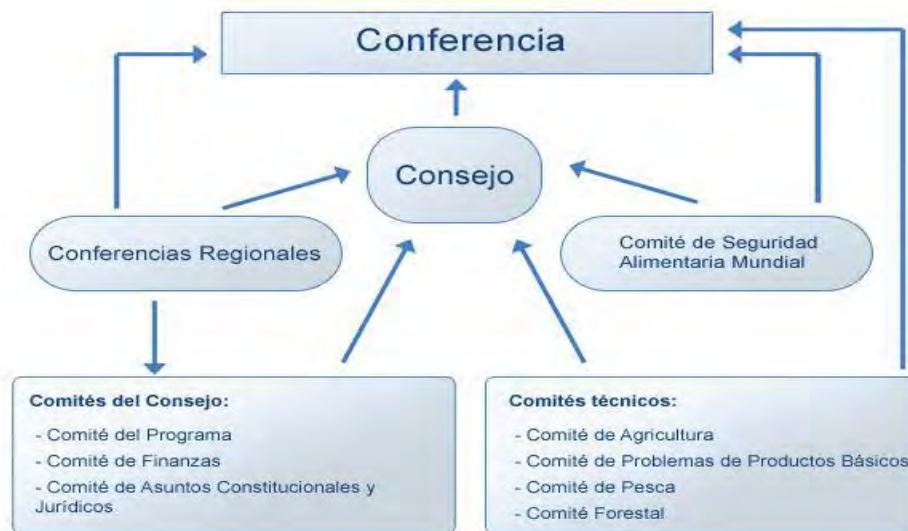 Conferencia
Consejo
Conferencias Regionales
Comité de Seguridad
Alimentaria Mundial
Comités del Consejo:
- Comité del Programa
- Comité de Finanzas
- Comité de Asuntos Constitucionales y
Jurídicos
Comités técnicos:
- Comité de Agricultura
- Comité de Problemas de Productos Básicos
- Comité de Pesca
- Comité Forestal